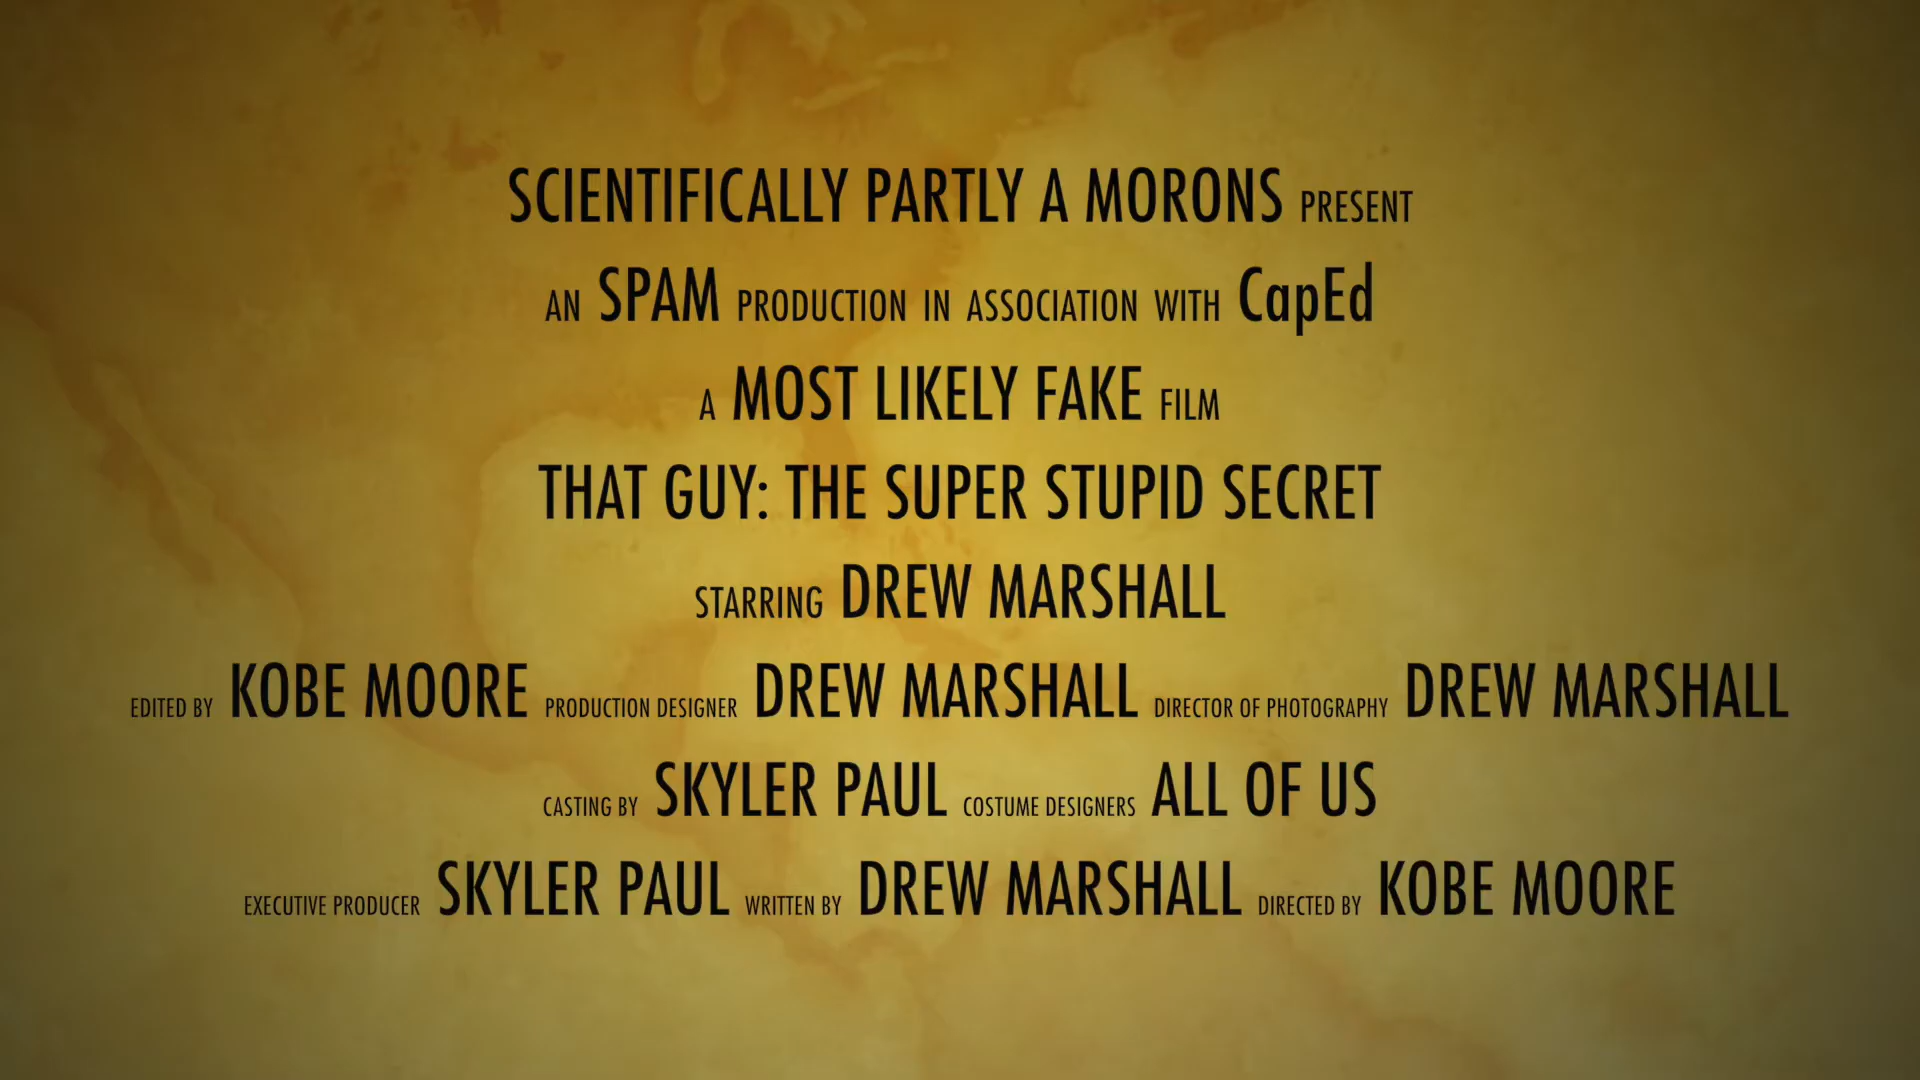 SCIENTIFICALLY PARTLY A MORONS PRESENT
AN SPAM PRODUCTION IN ASSOCIATION WITH CapEd
A MOST LIKELY FAKE FILM
THAT GUY: THE SUPER STUPID SECRET
STARRING DREW MARSHALL
EDITED BY KOBE MOORE PRODUCTION DESIGNER DREW MARSHALL DIRECTOR OF PHOTOGRAPHY DREW MARSHALL
CASTING BY SKYLER PAUL COSTUME DESIGNERS ALL OF US
EXECUTIVE PRODUCER SKYLER PAUL WRITTEN BY DREW MARSHALL DIRECTED BY KOBE MOORE